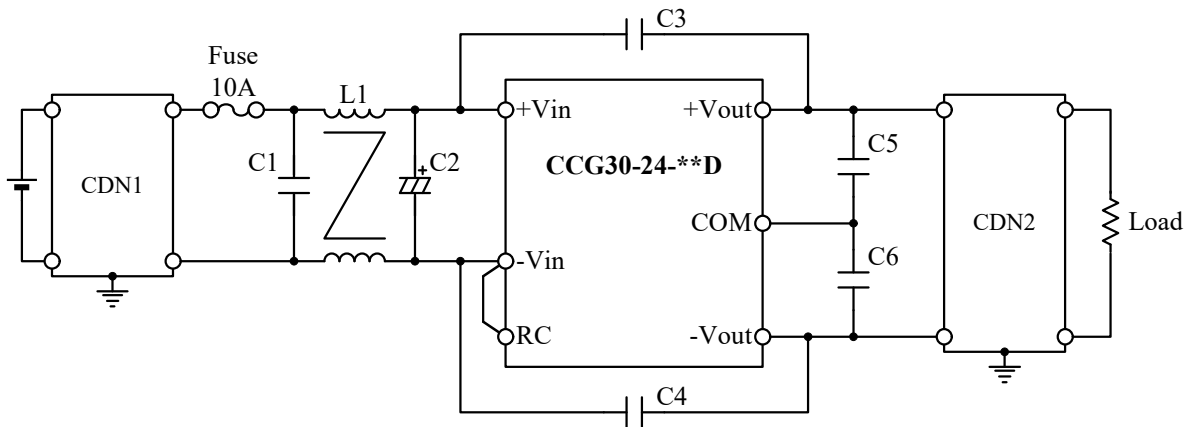 C3
Fuse
10A
L1
+Vin
+Vout
C1
+
C2
CCG30-24-**D
C5
CDN1
COM
CDN2
Load
C6
-Vin
RC
-Vout
C4